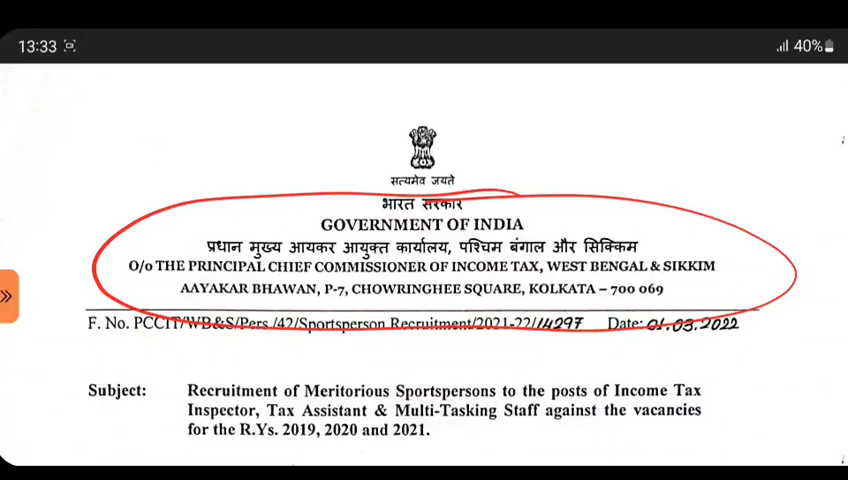 13:33
40%
सत्यमेव जयते
भारत सरकार
GOVERNMENT OF INDIA
प्रधान मुख्य आयकर आयुक्त कार्यालय, पश्चिम बंगाल और सिक्किम
O/o THE PRINCIPAL CHIEF COMMISSIONER OF INCOME TAX, WEST BENGAL & SIKKIM
AAYAKAR BHAWAN, P-7, CHOWRINGHEE SQUARE, KOLKATA – 700 069
F. No. PCCIT/WB&S/Pers /42/Sportsperson Recruitment/2021-22/14297 Date: 01.03.2022
Subject: Recruitment of Meritorious Sportspersons to the posts of Income Tax
Inspector, Tax Assistant & Multi-Tasking Staff against the vacancies
for the R.Ys. 2019, 2020 and 2021.